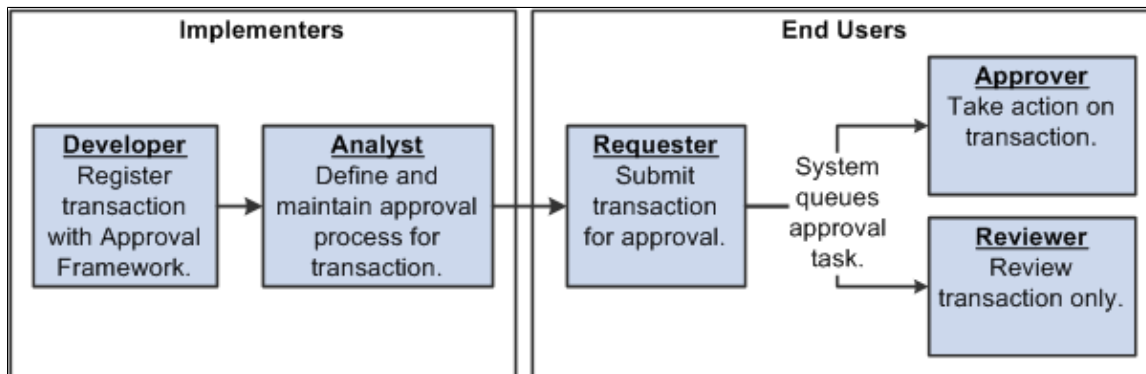 Implementers
Developer
Register
transaction
with Approval
Framework.
Analyst
Define and
maintain approval
process for
transaction.
End Users
Requester
Submit
transaction
for approval.
System
queues
approval
task.
Approver
Take action on
transaction.
Reviewer
Review
transaction only.